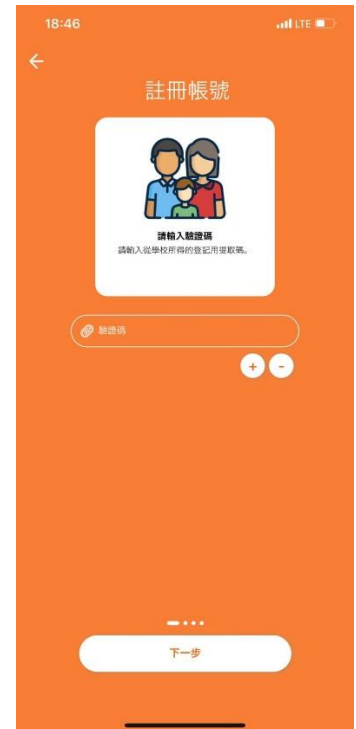 18:46
LTE
註冊帳號
請輸入驗證碼
請輸入從學校所得的登記用提取碼。
驗證碼
+ -
下一步